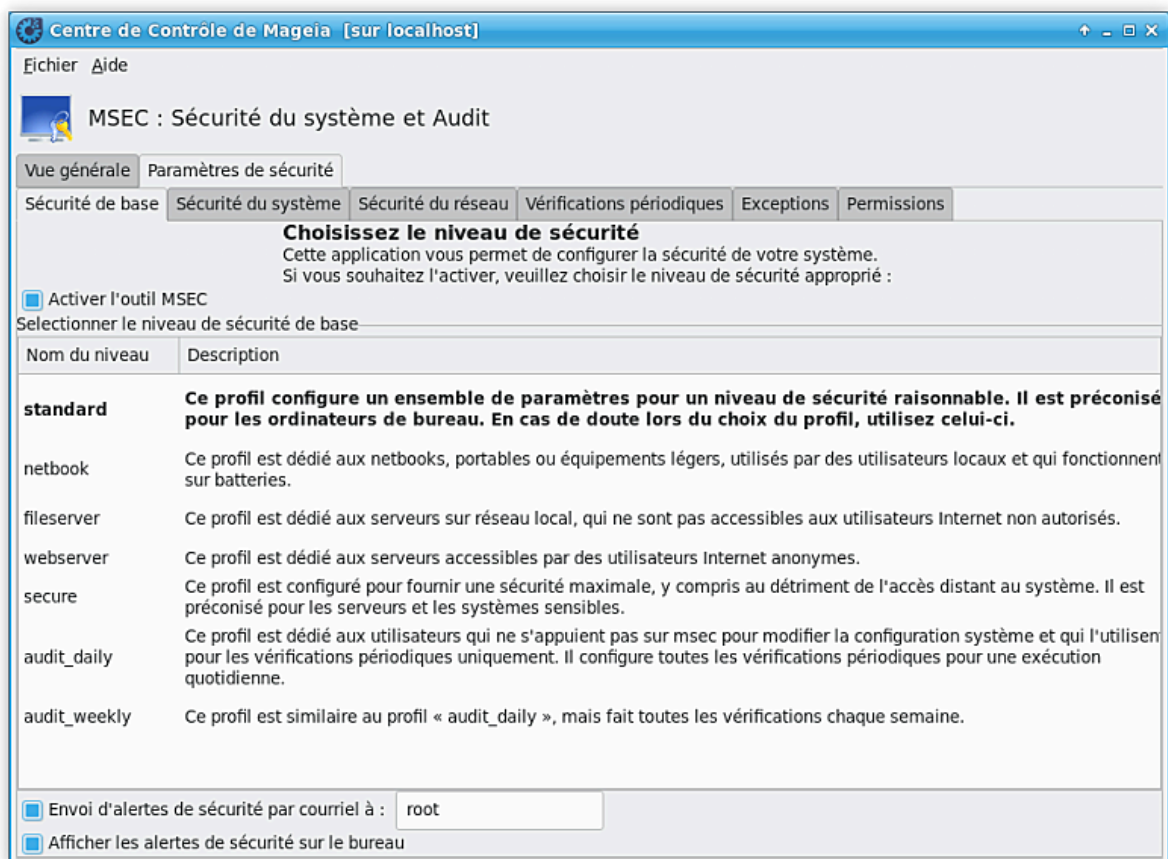 Centre de Contrôle de Mageia [sur localhost]
Fichier Aide
MSEC : Sécurité du système et Audit
Vue générale Paramètres de sécurité
Sécurité de base Sécurité du système Sécurité du réseau Vérifications périodiques Exceptions Permissions
Choisissez le niveau de sécurité
Cette application vous permet de configurer la sécurité de votre système.
Si vous souhaitez l'activer, veuillez choisir le niveau de sécurité approprié :
Activer l'outil MSEC
Selectionner le niveau de sécurité de base
Nom du niveau Description
standard
Ce profil configure un ensemble de paramètres pour un niveau de sécurité raisonnable. Il est préconisé
pour les ordinateurs de bureau. En cas de doute lors du choix du profil, utilisez celui-ci.
netbook
Ce profil est dédié aux netbooks, portables ou équipements légers, utilisés par des utilisateurs locaux et qui fonctionnent
sur batteries.
fileserver Ce profil est dédié aux serveurs sur réseau local, qui ne sont pas accessibles aux utilisateurs Internet non autorisés.
webserver Ce profil est dédié aux serveurs accessibles par des utilisateurs Internet anonymes.
secure
Ce profil est configuré pour fournir une sécurité maximale, y compris au détriment de l'accès distant au système. Il est
préconisé pour les serveurs et les systèmes sensibles.
audit_daily
Ce profil est dédié aux utilisateurs qui ne s'appuient pas sur msec pour modifier la configuration système et qui l'utilisen
pour les vérifications périodiques uniquement. Il configure toutes les vérifications périodiques pour une exécution
quotidienne.
audit_weekly Ce profil est similaire au profil « audit_daily », mais fait toutes les vérifications chaque semaine.
Envoi d'alertes de sécurité par courriel à : root
Afficher les alertes de sécurité sur le bureau